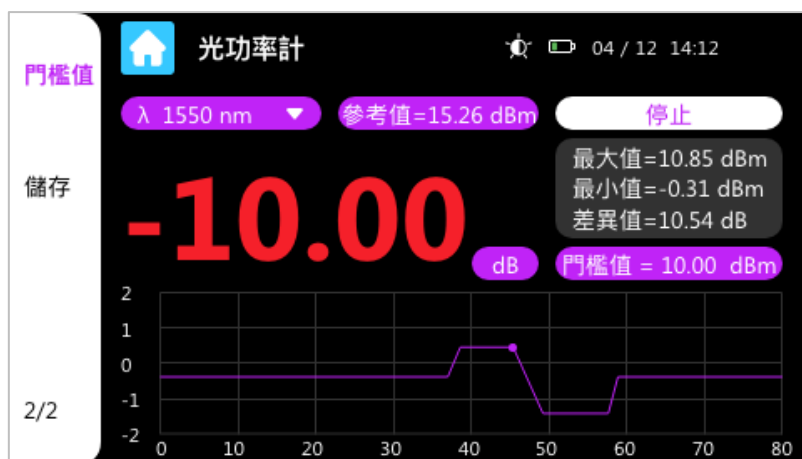 門檻值
儲存
2/2
光功率計
04 / 12 14:12
λ 1550 nm
參考值=15.26 dBm
停止
-10.00
dB
最大值=10.85 dBm
最小值=-0.31 dBm
差異值=10.54 dB
門檻值 = 10.00 dBm
2
1
0
-1
-2
0 10 20 30 40 50 60 70 80